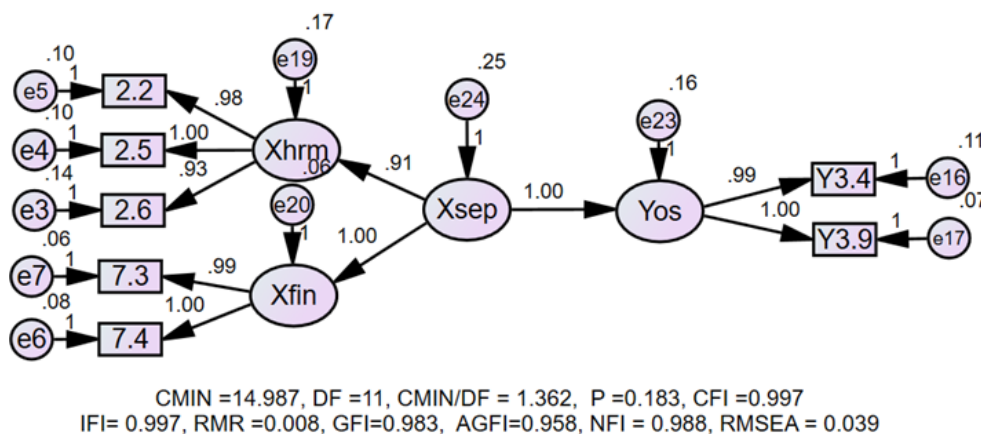 .17
.10
e19
.25
e5
1
2.2
1
.98
e24
.16
.10
e4
1
2.5
1.00
Xhrm
1
e23
.14
.93
.06
.91
1
.11
e3
1
2.6
e20
Xsep
1.00
Yos
.99
Y3.4
1
e16
.06
1
1.00
1.00
.07
e7
1
7.3
.99
Y3.9
1
e17
.08
Xfin
e6
1
7.4
1.00
CMIN =14.987, DF =11, CMIN/DF = 1.362, P =0.183, CFI =0.997
IFI= 0.997, RMR =0.008, GFI=0.983, AGFI=0.958, NFI = 0.988, RMSEA = 0.039